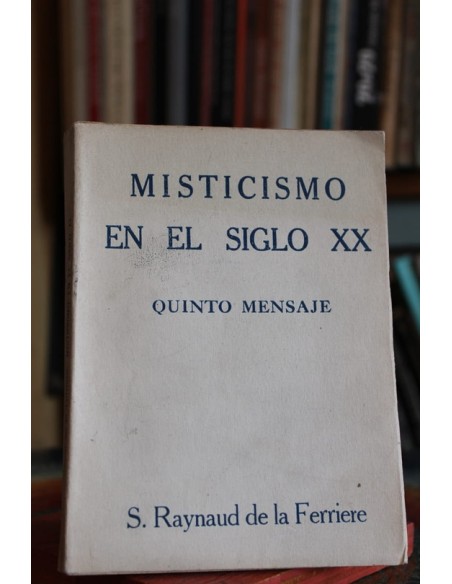 MISTICISMO
EN EL SIGLO XX
QUINTO MENSAJE
S. Raynaud de la Ferriere